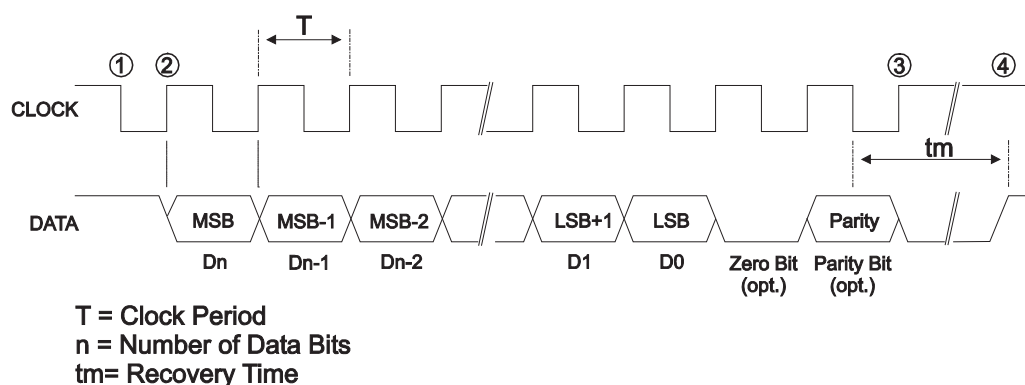 T
① ② ③ ④
CLOCK
tm
DATA
MSB MSB-1 MSB-2 LSB+1 LSB Parity
Dn Dn-1 Dn-2 D1 D0 Zero Bit Parity Bit
(opt.) (opt.)
T = Clock Period
n = Number of Data Bits
tm= Recovery Time